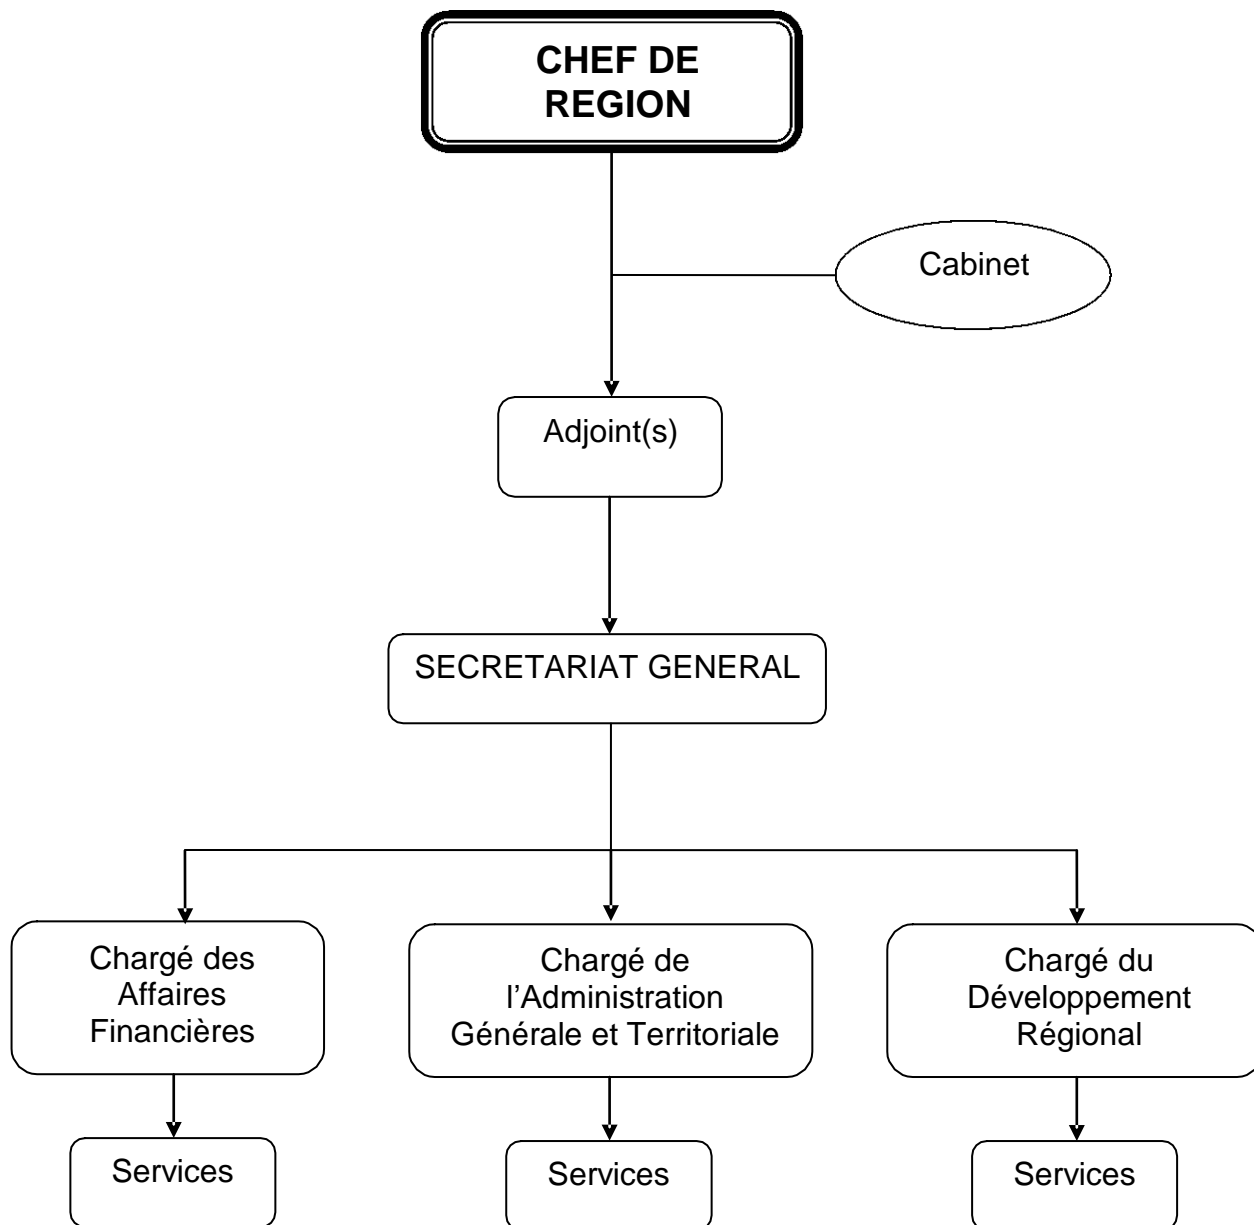 CHEF DE
REGION
Cabinet
Adjoint(s)
SECRETARIAT GENERAL
Chargé des
Affaires
Financières
Chargé de
l’Administration
Générale et Territoriale
Chargé du
Développement
Régional
Services
Services
Services